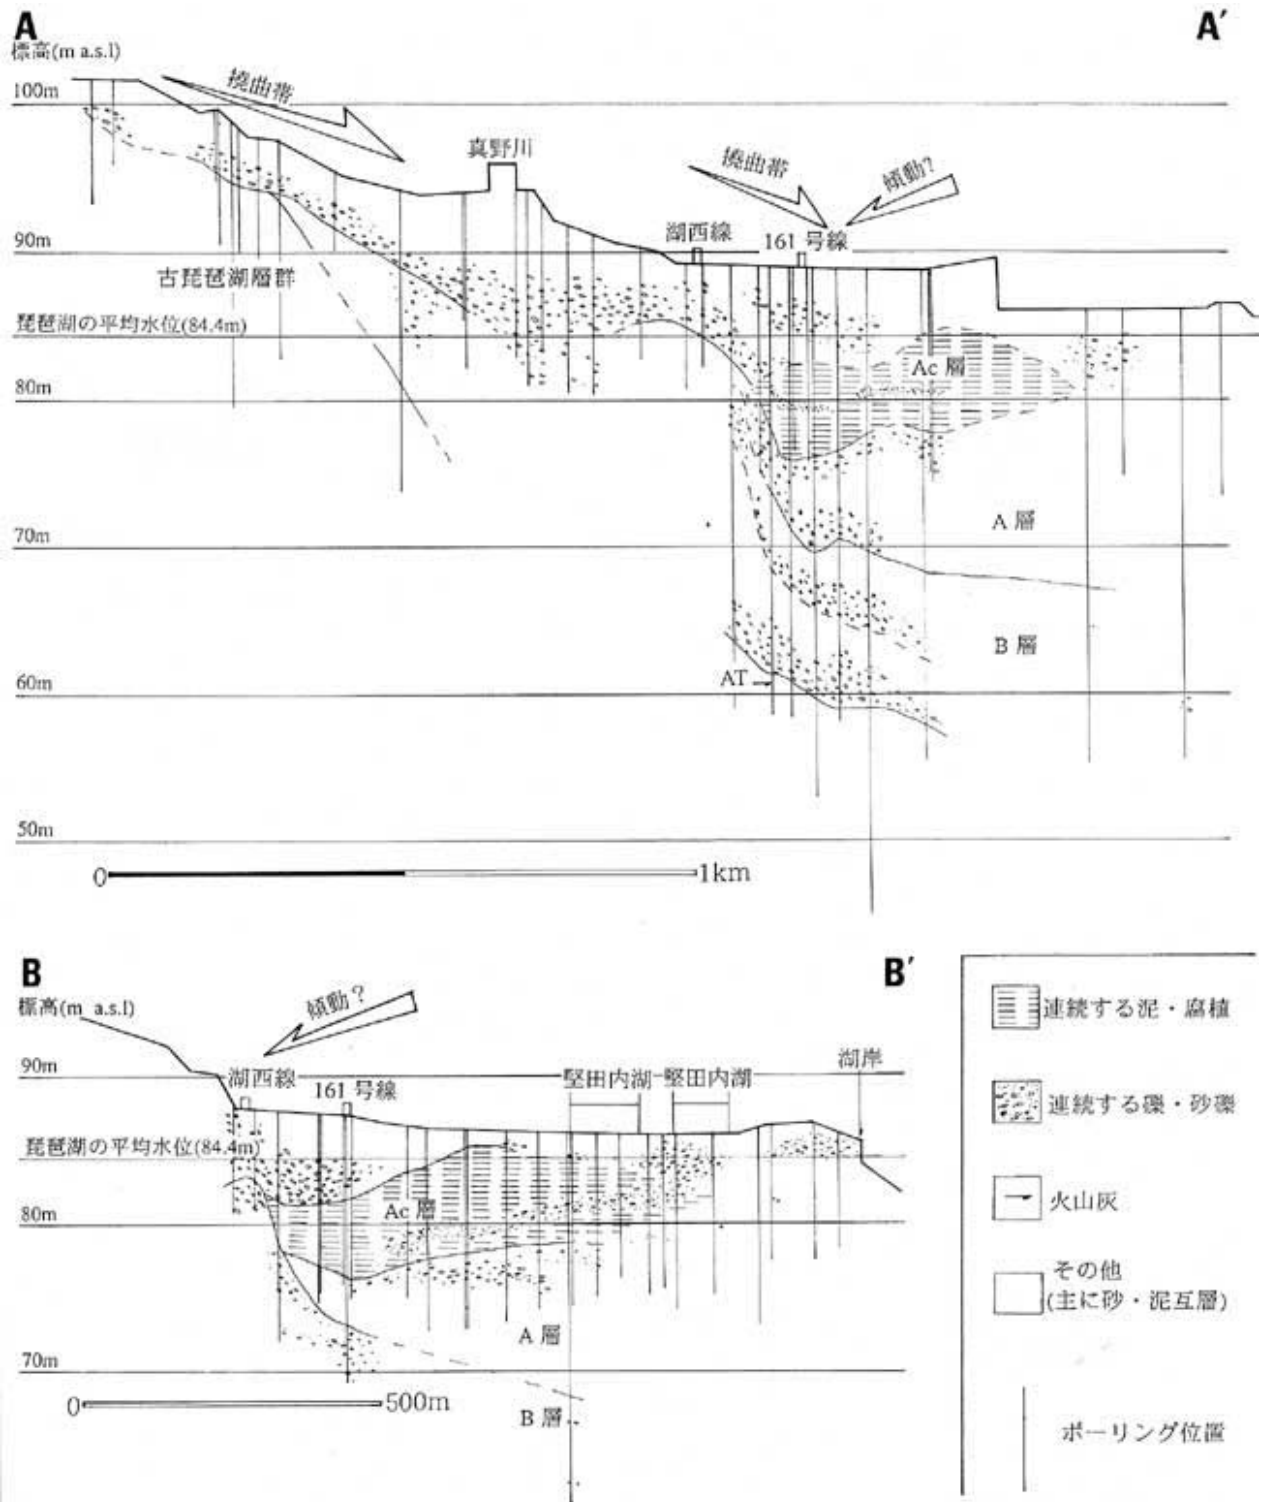 A
A′
標高(m a.s.l)
100m
撓曲帯
真野川
撓曲帯
傾動?
90m
湖西線
161 号線
古琵琶湖層群
琵琶湖の平均水位(84.4m)
Ac 層
80m
A 層
70m
B 層
60m
AT
50m
0
1km
B
B′
標高(m a.s.l)
傾動?
90m
湖西線
161 号線
堅田内湖
堅田内湖
湖岸
琵琶湖の平均水位(84.4m)
Ac 層
80m
A 層
70m
0
500m
B 層
連続する泥・腐植
連続する礫・砂礫
火山灰
その他
(主に砂・泥互層)
ボーリング位置